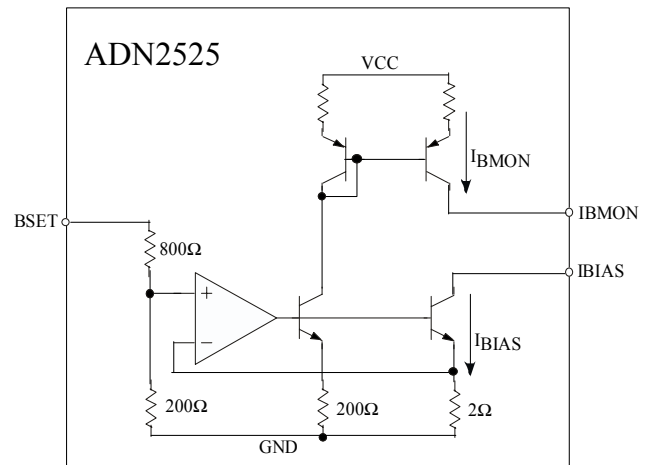 ADN2525
VCC
IBMON
BSET
IBMON
800Ω
IBIAS
+
IBIAS
−
200Ω
200Ω
2Ω
GND